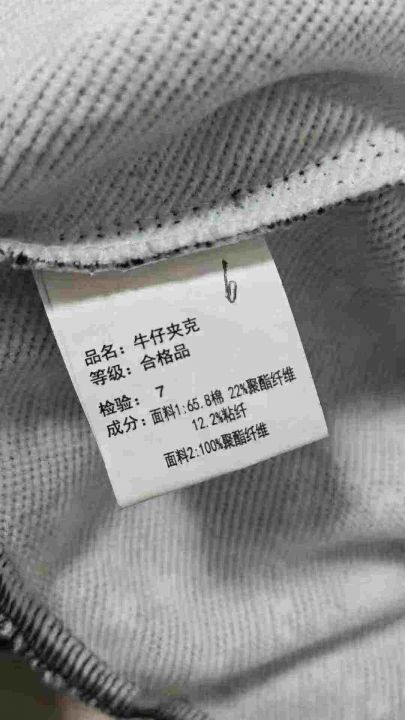 品名：牛仔夹克
等级：合格品
检验： 7
成分：面料1:65.8棉 22%聚酯纤维
12.2%粘纤
面料2:100%聚酯纤维